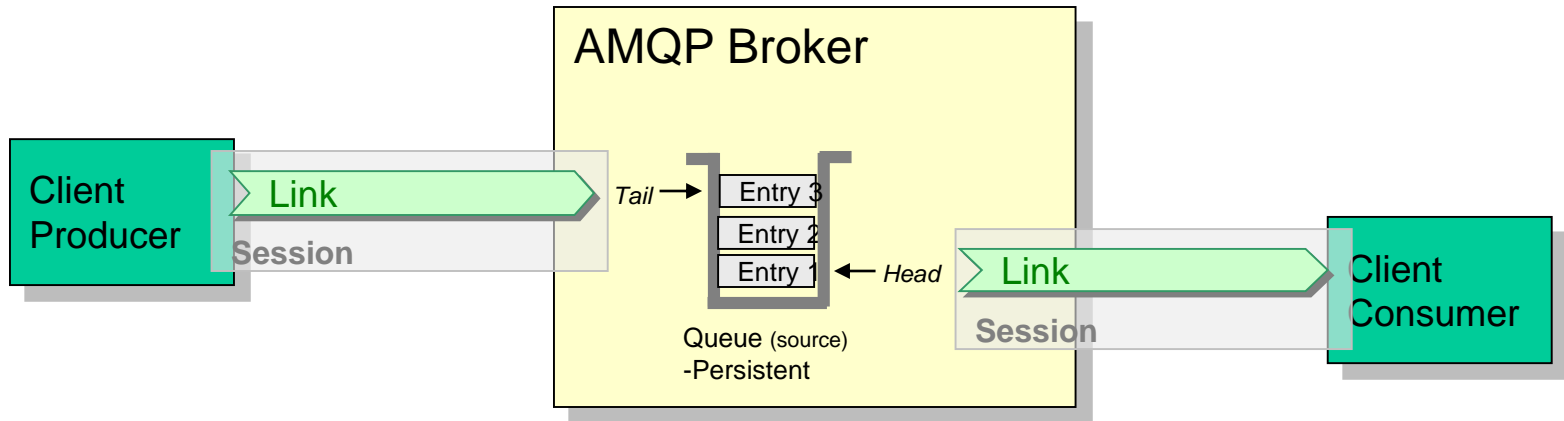 AMQP Broker
Client
Producer
Link
Session
Tail
Entry 3
Entry 2
Entry 1
Head
Queue (source)
-Persistent
Link
Session
Client
Consumer